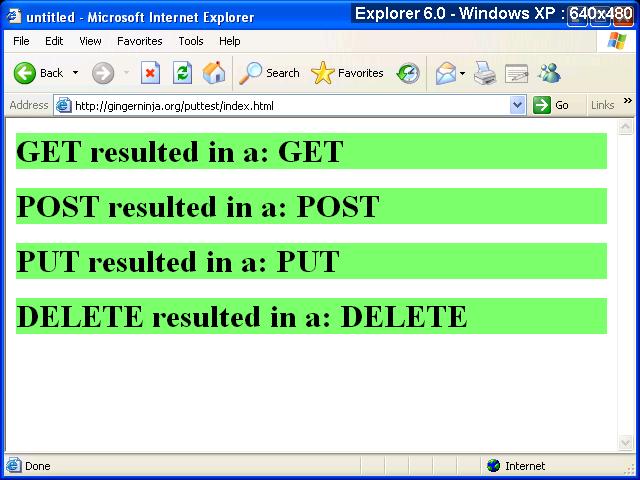 untitled - Microsoft Internet Explorer
Explorer 6.0 - Windows XP : 640x480
File Edit View Favorites Tools Help
Back Search Favorites
Address http://gingerninja.org/puttest/index.html Go Links »
GET resulted in a: GET
POST resulted in a: POST
PUT resulted in a: PUT
DELETE resulted in a: DELETE
Done Internet